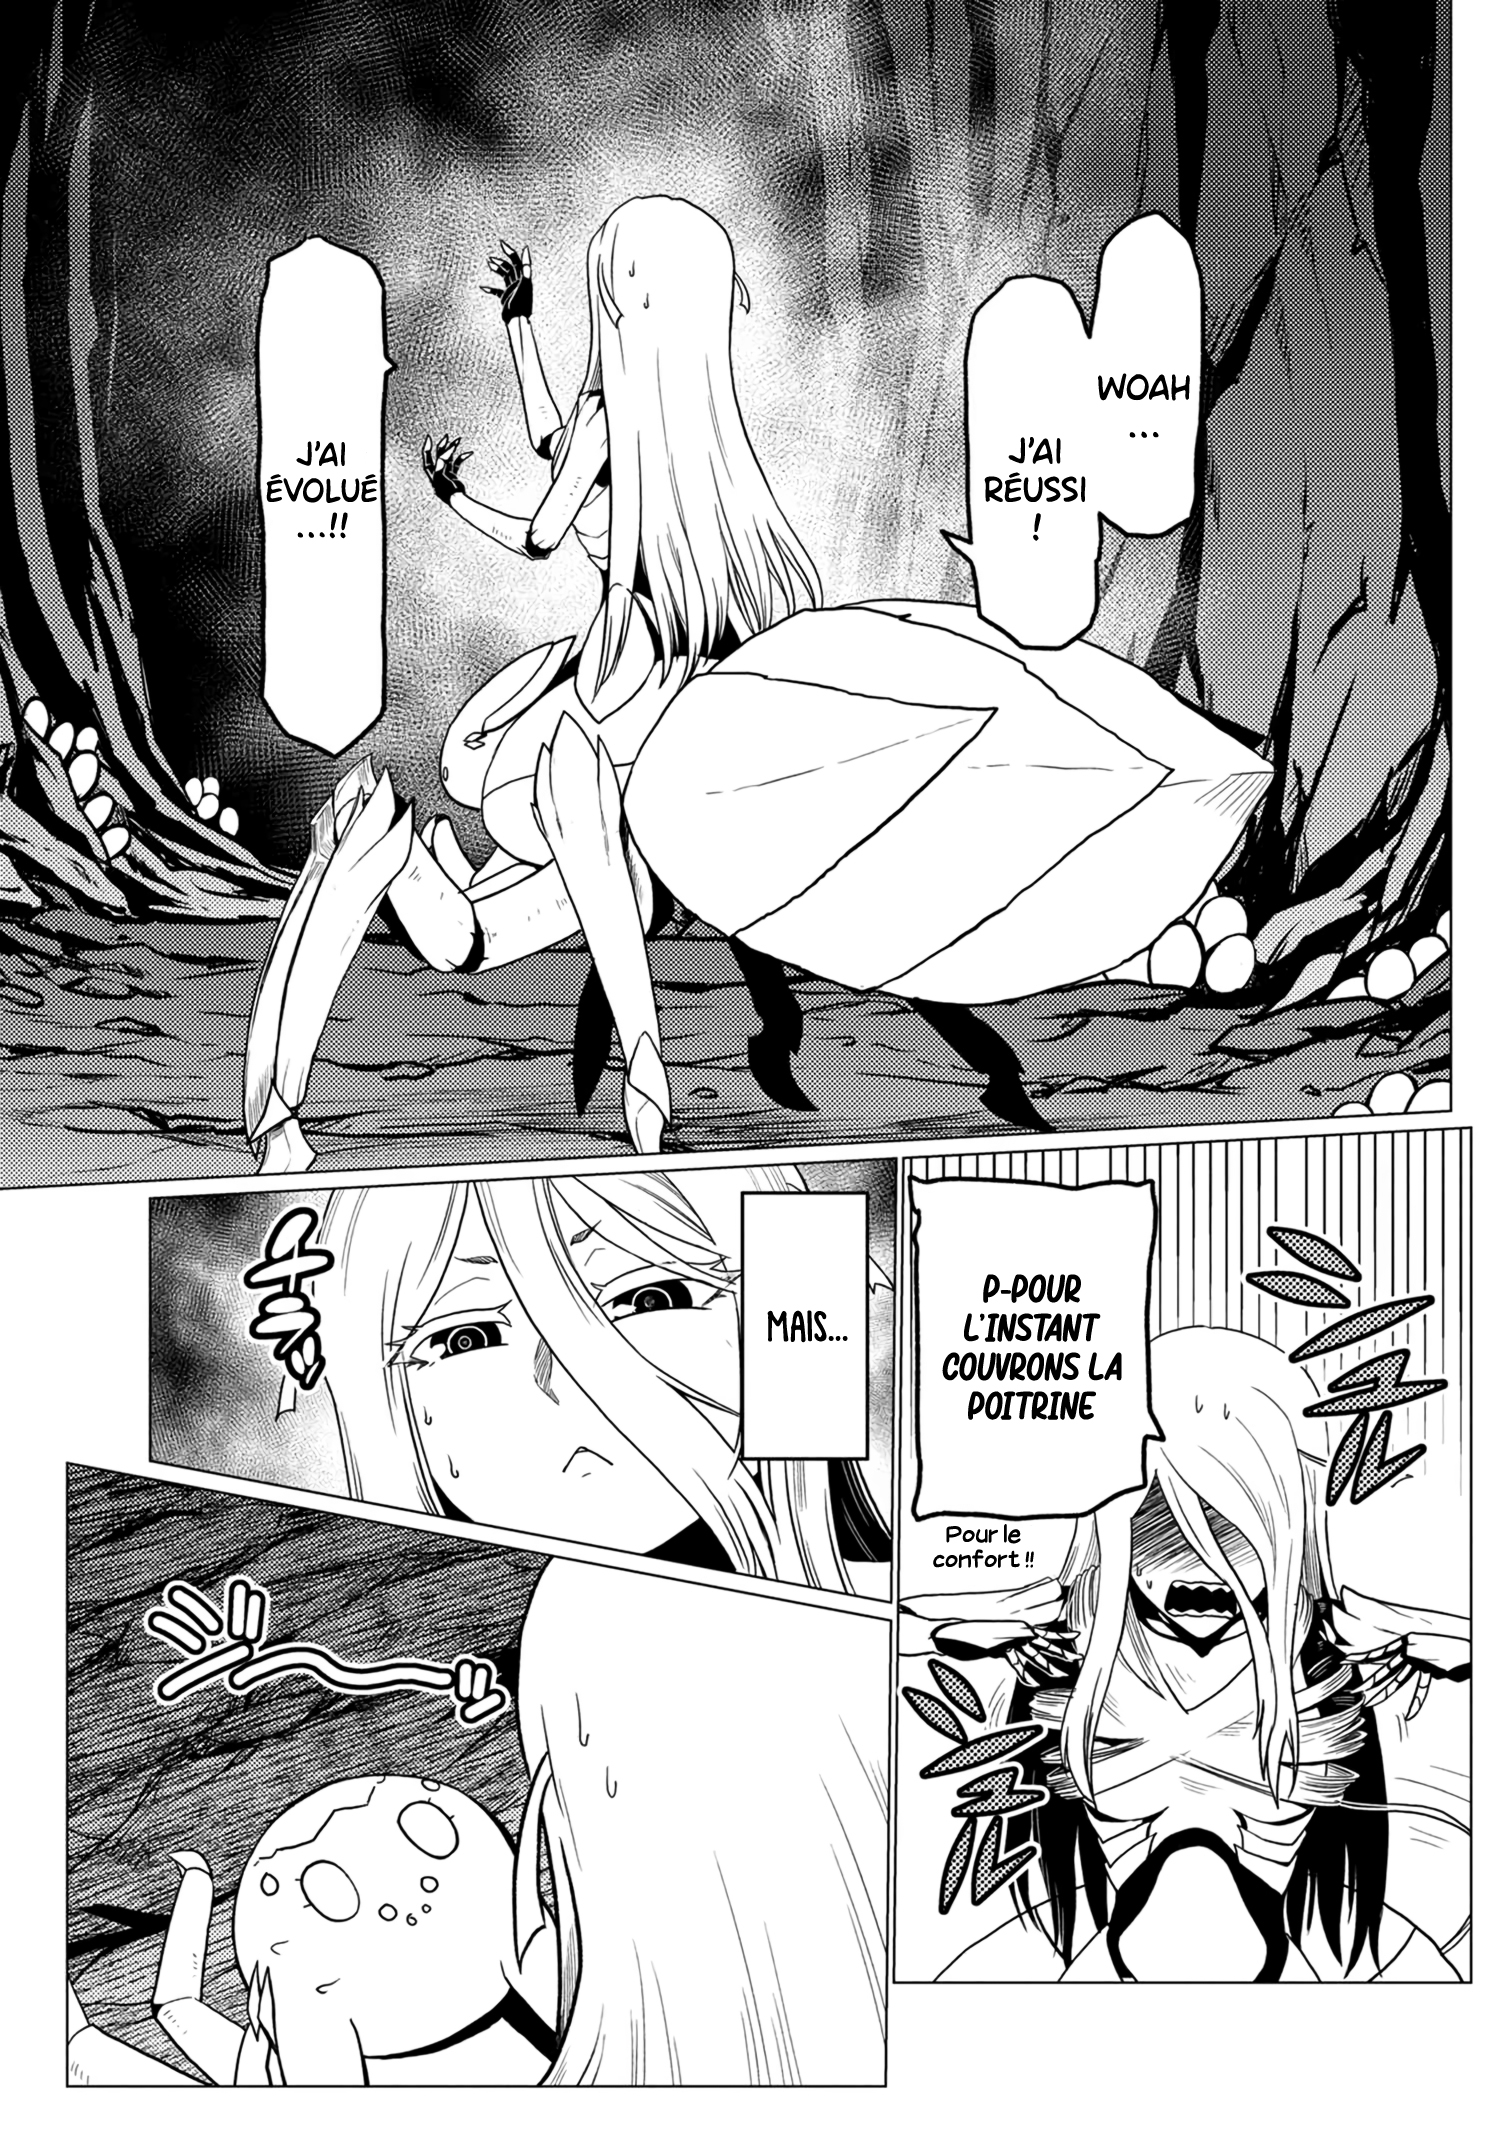 WOAH
...
J'AI
RÉUSSI
!
J'AI
ÉVOLUÉ
...!!
P-POUR
L'INSTANT
COUVRONS LA
POITRINE
Pour le
confort !!
MAIS...